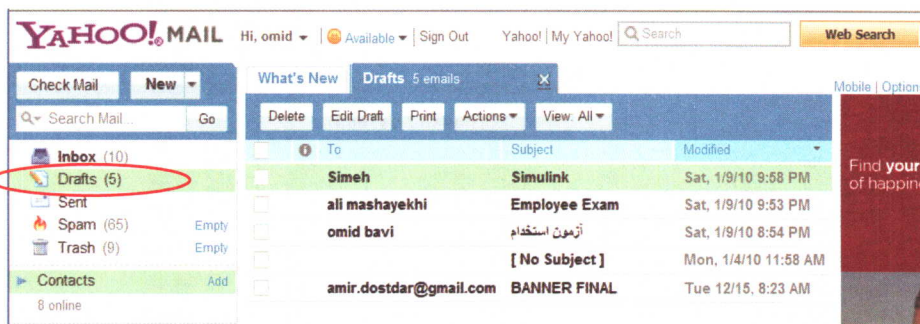 YAHOO! MAIL Hi, omid Available Sign Out Yahoo! | My Yahoo! Search Web Search
Check Mail New What's New Drafts 5 emails X Mobile | Option
Search Mail... Go Delete Edit Draft Print Actions View: All
Inbox (10) To Subject Modified
Drafts (5) Simeh Simulink Sat, 1/9/10 9:58 PM Find your
Sent ali mashayekhi Employee Exam Sat, 1/9/10 9:53 PM of happin
Spam (65) Empty omid bavi آزمون استخدام Sat, 1/9/10 8:54 PM
Trash (9) Empty [ No Subject ] Mon, 1/4/10 11:58 AM
Contacts Add amir.dostdar@gmail.com BANNER FINAL Tue 12/15, 8:23 AM
8 online